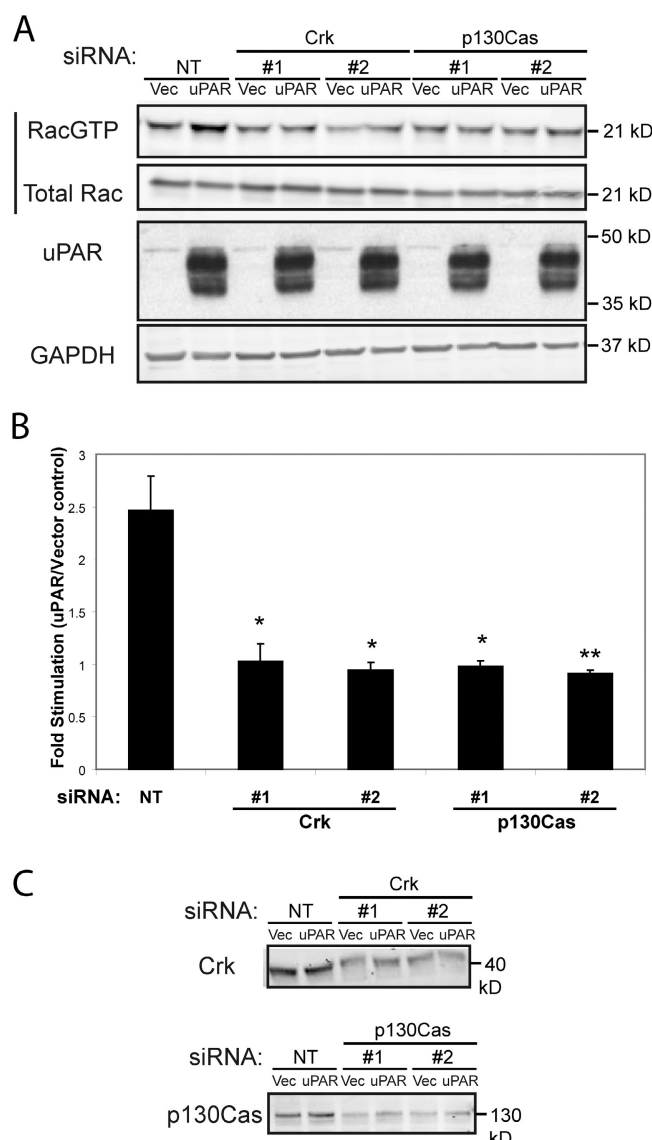 A
Crk p130Cas
siRNA: NT #1 #2 #1 #2
Vec uPAR Vec uPAR Vec uPAR Vec uPAR Vec uPAR
RacGTP 21 kD
Total Rac 21 kD
uPAR 50 kD
35 kD
GAPDH 37 kD
B
Fold Stimulation (uPAR/Vector control)
3
2.5
2
1.5
1
0.5
0
* * * **
siRNA: NT #1 #2 #1 #2
Crk p130Cas
C
Crk
siRNA: NT #1 #2
Vec uPAR Vec uPAR Vec uPAR
Crk 40
kD
p130Cas
siRNA: NT #1 #2
Vec uPAR Vec uPAR Vec uPAR
p130Cas 130
kD